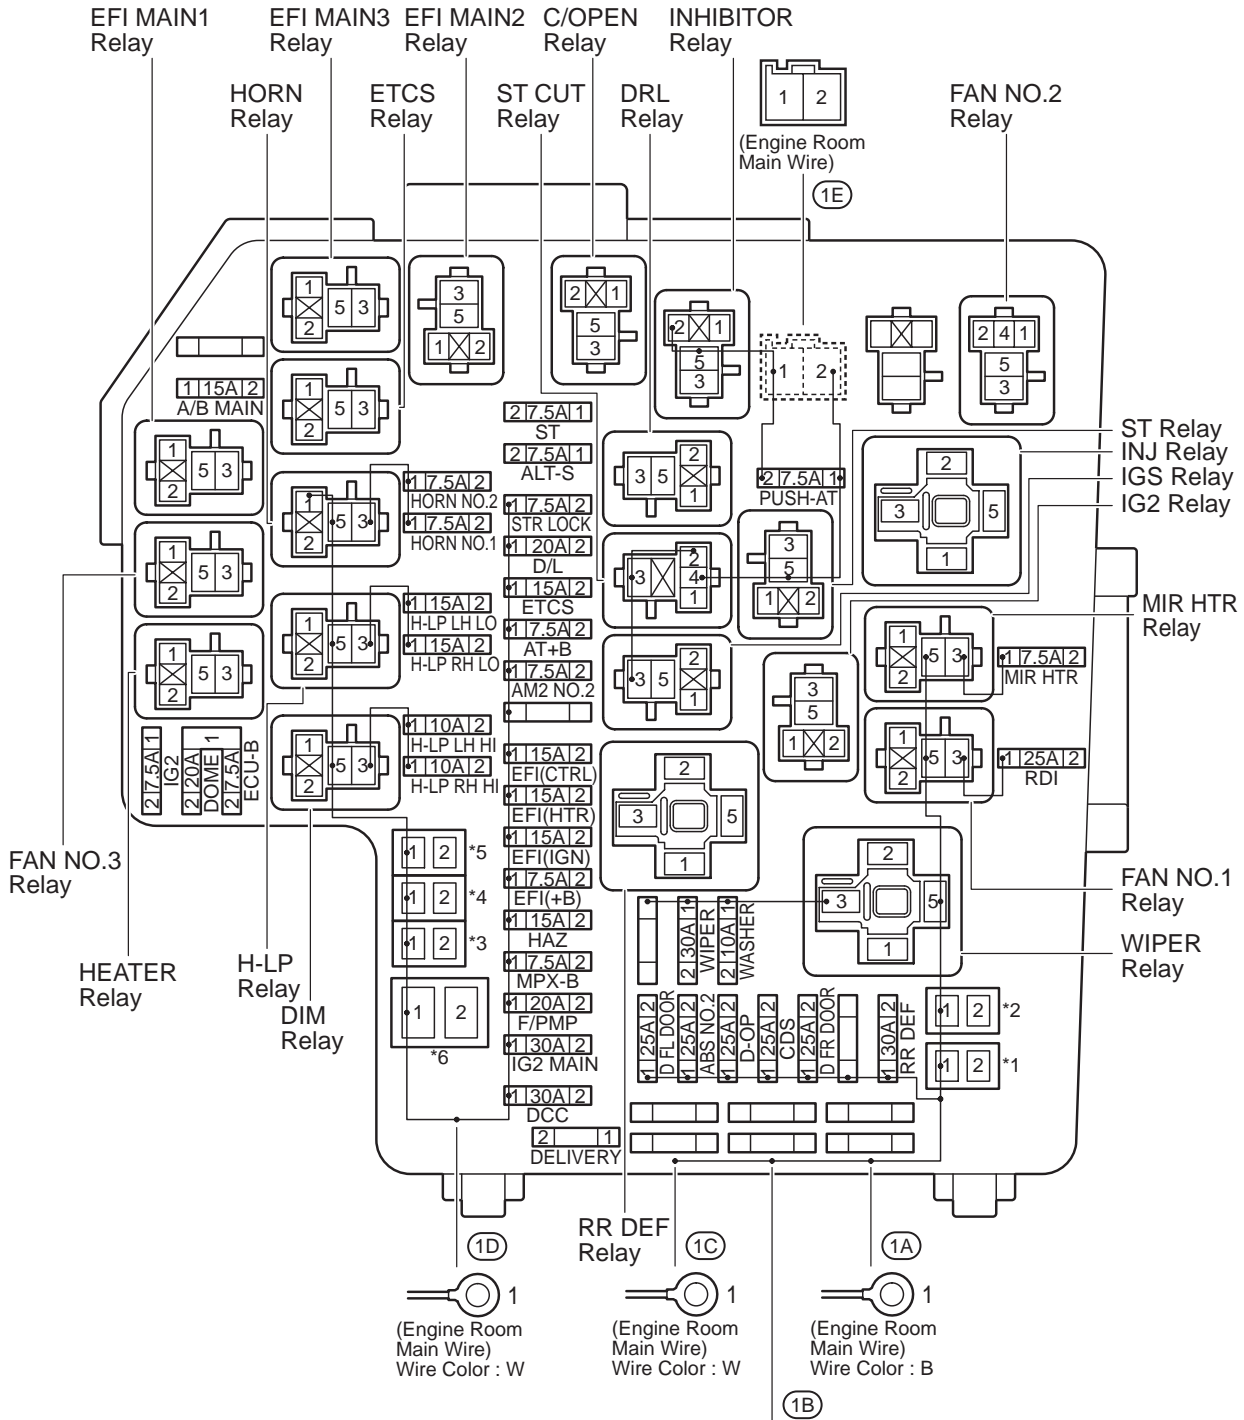 EFI MAIN1
Relay
EFI MAIN3
Relay
EFI MAIN2
Relay
C/OPEN
Relay
INHIBITOR
Relay
HORN
Relay
ETCS
Relay
ST CUT
Relay
DRL
Relay
1 2
(Engine Room
Main Wire)
1E
FAN NO.2
Relay
1
5 3
2
3
5
1 2
2 1
5
3
2 1
5
3
1 2
2 4 1
5
3
1 15A 2
A/B MAIN
1
5 3
2
2 7.5A 1
ST
2 7.5A 1
ALT-S
1
5 3
2
2
3 5
1
2 7.5A 1
PUSH-AT
2
3 5
1
ST Relay
INJ Relay
IGS Relay
IG2 Relay
1
5 3
2
1 7.5A 2
HORN NO.2
1 7.5A 2
HORN NO.1
1 7.5A 2
STR LOCK
1 20A 2
D/L
1 15A 2
ETCS
1 7.5A 2
AT+B
1 7.5A 2
AM2 NO.2
1
5 3
2
2
3 4
1
3
5
1 2
1
5 3
2
1 15A 2
H-LP LH LO
1 15A 2
H-LP RH LO
1
5 3
2
2
3 5
1
3
5
1 2
1
5 3
2
1 7.5A 2
MIR HTR
MIR HTR
Relay
2 7.5A 1
IG2
2 20A
DOME
1
2 7.5A
ECU-B
1
5 3
2
1 10A 2
H-LP LH HI
1 10A 2
H-LP RH HI
1 15A 2
EFI(CTRL)
1 15A 2
EFI(HTR)
1 15A 2
EFI(IGN)
1 7.5A 2
EFI(+B)
1 15A 2
HAZ
1 7.5A 2
MPX-B
1 20A 2
F/PMP
1 30A 2
IG2 MAIN
1 30A 2
DCC
2 1
DELIVERY
2
3 5
1
1
5 3
2
1 25A 2
RDI
FAN NO.3
Relay
1 2 *5
1 2 *4
1 2 *3
1 2
*6
2
3 5
1
FAN NO.1
Relay
WIPER
Relay
HEATER
Relay
H-LP
Relay
DIM
Relay
2 30A 1
WIPER
2 10A 1
WASHER
1 25A 2
D FL DOOR
1 25A 2
ABS NO.2
1 25A 2
D-OP
1 25A 2
CDS
1 25A 2
D FR DOOR
1 30A 2
RR DEF
1 2 *2
1 2 *1
RR DEF
Relay
1D
1
(Engine Room
Main Wire)
Wire Color : W
1C
1
(Engine Room
Main Wire)
Wire Color : W
1A
1
(Engine Room
Main Wire)
Wire Color : B
1B